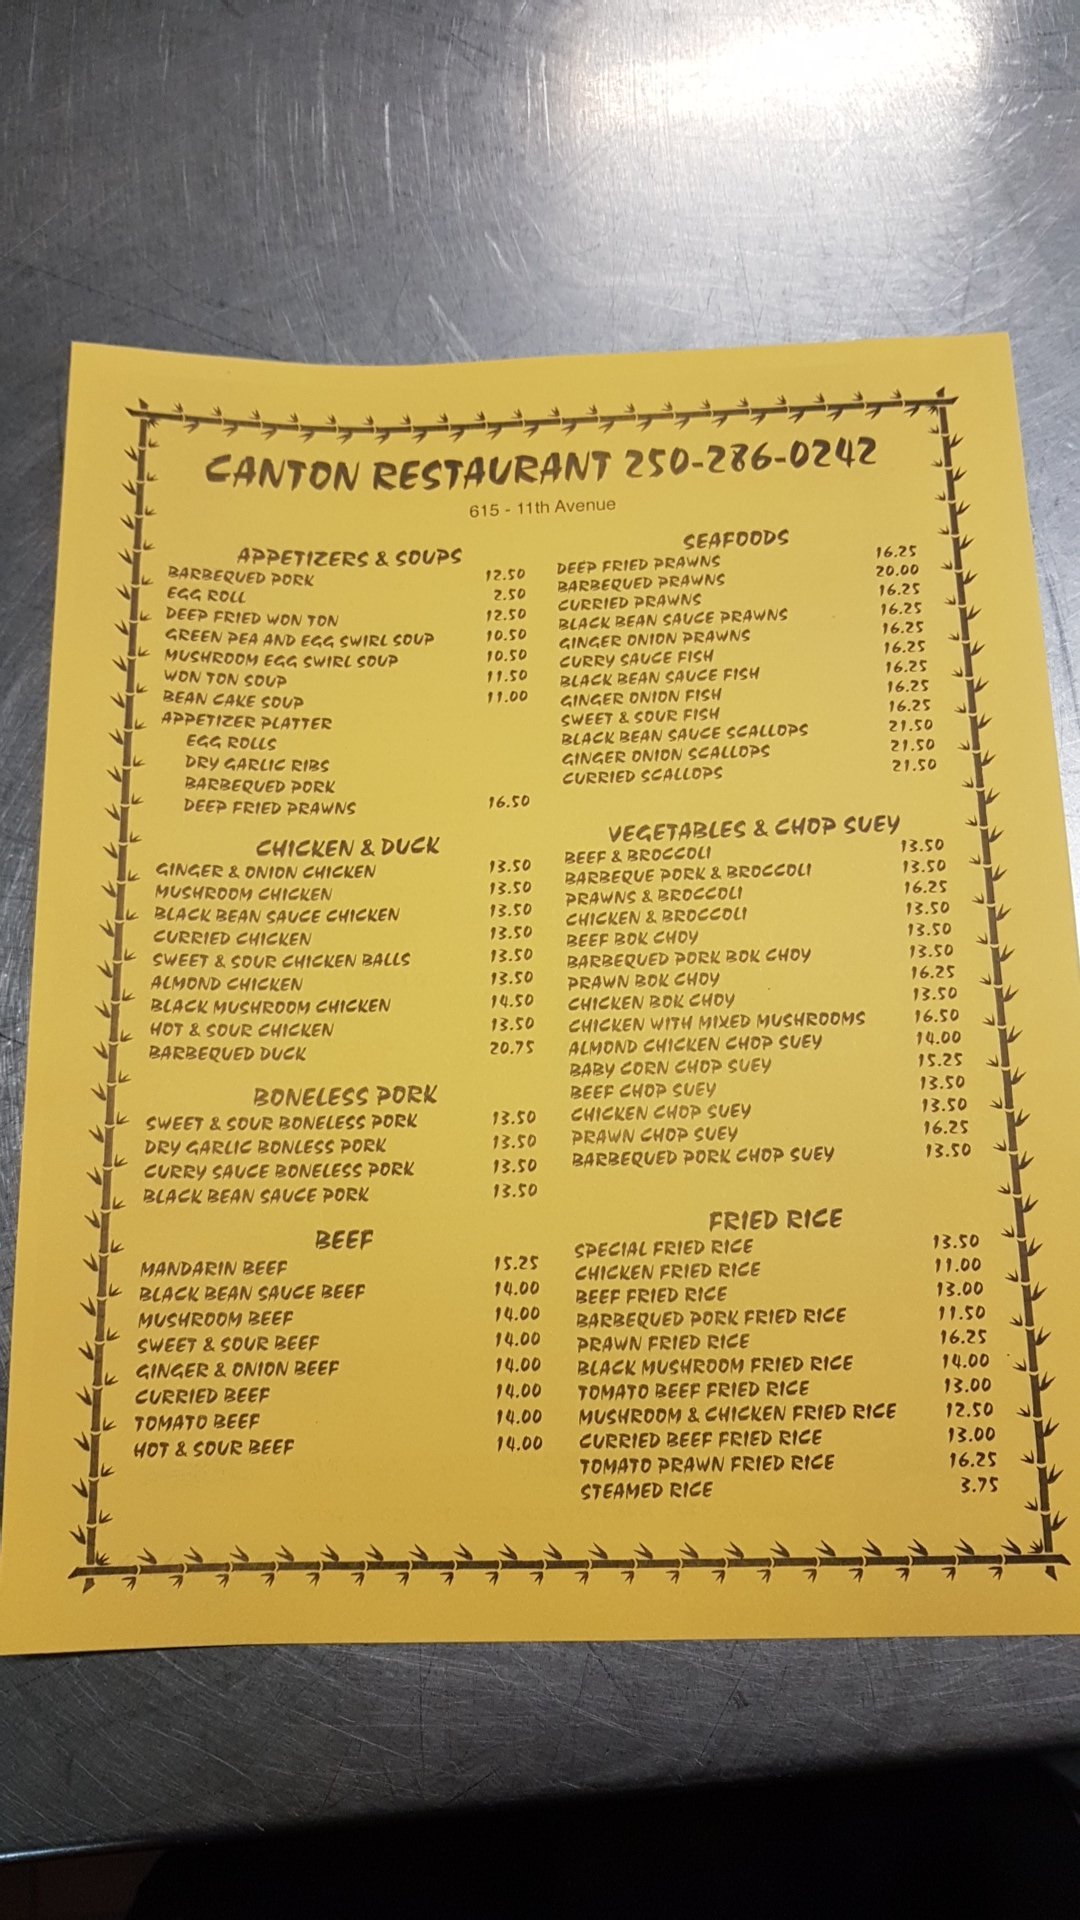 CANTON RESTAURANT 250-286-0242
615 - 11th Avenue
APPETIZERS & SOUPS
BARBEQUED PORK 12.50
EGG ROLL 2.50
DEEP FRIED WON TON 12.50
GREEN PEA AND EGG SWIRL SOUP 10.50
MUSHROOM EGG SWIRL SOUP 10.50
WON TON SOUP 11.50
BEAN CAKE SOUP 11.00
APPETIZER PLATTER
EGG ROLLS
DRY GARLIC RIBS
BARBEQUED PORK
DEEP FRIED PRAWNS 16.50
CHICKEN & DUCK
GINGER & ONION CHICKEN 13.50
MUSHROOM CHICKEN 13.50
BLACK BEAN SAUCE CHICKEN 13.50
CURRIED CHICKEN 13.50
SWEET & SOUR CHICKEN BALLS 13.50
ALMOND CHICKEN 13.50
BLACK MUSHROOM CHICKEN 14.50
HOT & SOUR CHICKEN 13.50
BARBEQUED DUCK 20.75
BONELESS PORK
SWEET & SOUR BONELESS PORK 13.50
DRY GARLIC BONLESS PORK 13.50
CURRY SAUCE BONELESS PORK 13.50
BLACK BEAN SAUCE PORK 13.50
BEEF
MANDARIN BEEF 15.25
BLACK BEAN SAUCE BEEF 14.00
MUSHROOM BEEF 14.00
SWEET & SOUR BEEF 14.00
GINGER & ONION BEEF 14.00
CURRIED BEEF 14.00
TOMATO BEEF 14.00
HOT & SOUR BEEF 14.00
SEAFOODS
DEEP FRIED PRAWNS 16.25
BARBEQUED PRAWNS 20.00
CURRIED PRAWNS 16.25
BLACK BEAN SAUCE PRAWNS 16.25
GINGER ONION PRAWNS 16.25
CURRY SAUCE FISH 16.25
BLACK BEAN SAUCE FISH 16.25
GINGER ONION FISH 16.25
SWEET & SOUR FISH 16.25
BLACK BEAN SAUCE SCALLOPS 21.50
GINGER ONION SCALLOPS 21.50
CURRIED SCALLOPS 21.50
VEGETABLES & CHOP SUEY
BEEF & BROCCOLI 13.50
BARBEQUE PORK & BROCCOLI 13.50
PRAWNS & BROCCOLI 16.25
CHICKEN & BROCCOLI 13.50
BEEF BOK CHOY 13.50
BARBEQUED PORK BOK CHOY 13.50
PRAWN BOK CHOY 16.25
CHICKEN BOK CHOY 13.50
CHICKEN WITH MIXED MUSHROOMS 16.50
ALMOND CHICKEN CHOP SUEY 14.00
BABY CORN CHOP SUEY 15.25
BEEF CHOP SUEY 13.50
CHICKEN CHOP SUEY 13.50
PRAWN CHOP SUEY 16.25
BARBEQUED PORK CHOP SUEY 13.50
FRIED RICE
SPECIAL FRIED RICE 13.50
CHICKEN FRIED RICE 11.00
BEEF FRIED RICE 13.00
BARBEQUED PORK FRIED RICE 11.50
PRAWN FRIED RICE 16.25
BLACK MUSHROOM FRIED RICE 14.00
TOMATO BEEF FRIED RICE 13.00
MUSHROOM & CHICKEN FRIED RICE 12.50
CURRIED BEEF FRIED RICE 13.00
TOMATO PRAWN FRIED RICE 16.25
STEAMED RICE 3.75